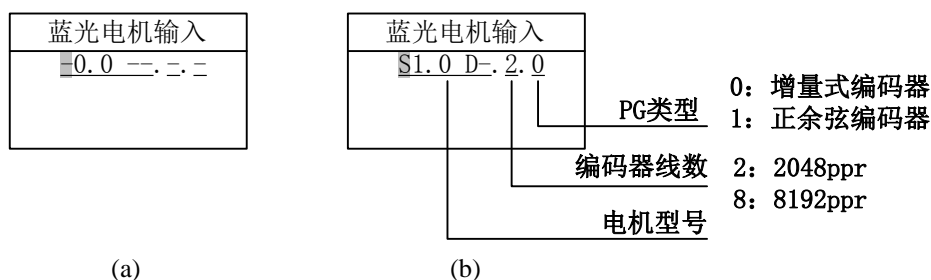 蓝光电机输入
-0.0 --.-.-
(a)
蓝光电机输入
S1.0 D-.2.0
PG类型
0: 增量式编码器
1: 正余弦编码器
编码器线数
2: 2048ppr
8: 8192ppr
电机型号
(b)